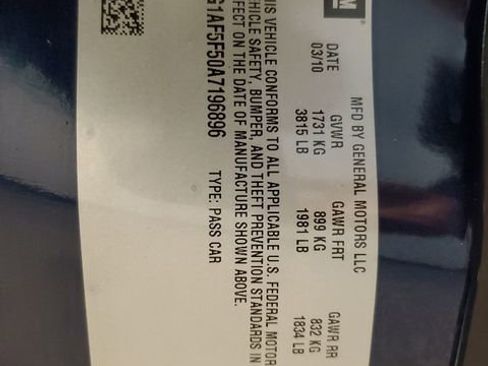 GM
MFD BY GENERAL MOTORS LLC
DATE GVWR GAWR FRT GAWR RR
03/10 1731 KG 899 KG 832 KG
3815 LB 1981 LB 1834 LB
IS VEHICLE CONFORMS TO ALL APPLICABLE U.S. FEDERAL MOTOR
HICLE SAFETY, BUMPER, AND THEFT PREVENTION STANDARDS IN
FECT ON THE DATE OF MANUFACTURE SHOWN ABOVE.
G1AF5F50A7196896 TYPE: PASS CAR